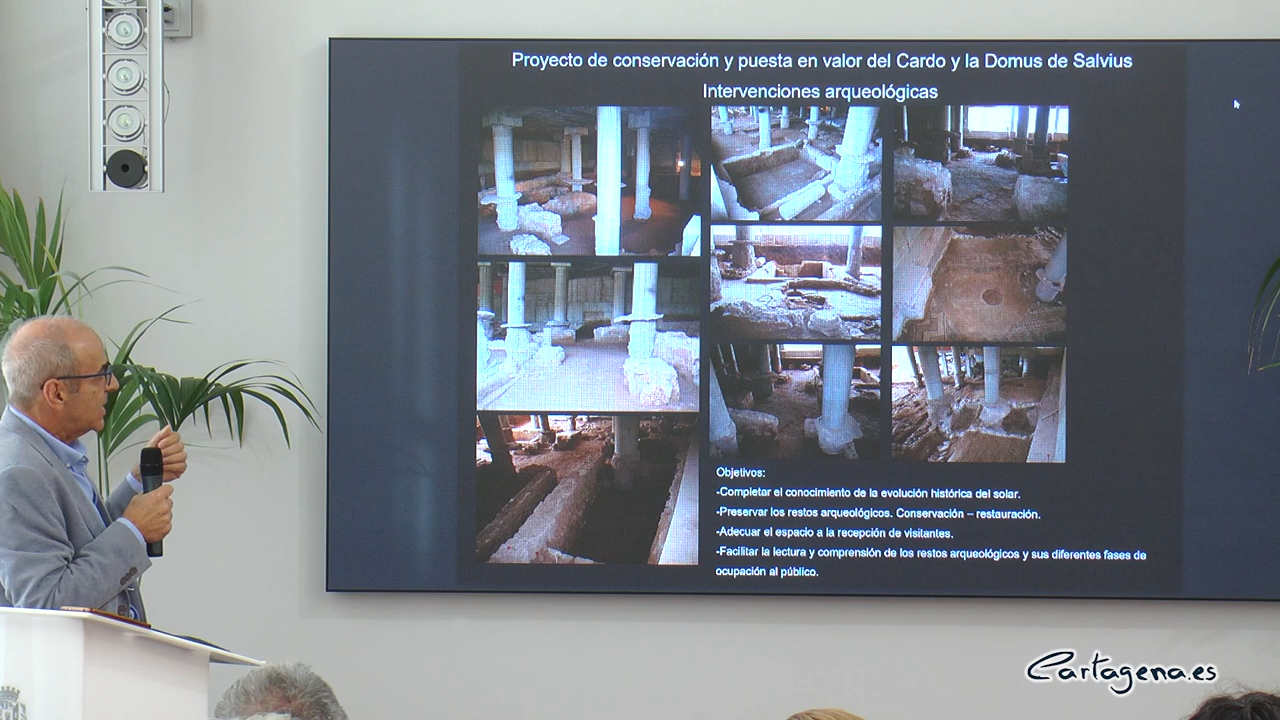 Proyecto de conservación y puesta en valor del Cardo y la Domus de Salvius
Intervenciones arqueológicas
Objetivos:
-Completar el conocimiento de la evolución histórica del solar.
-Preservar los restos arqueológicos. Conservación – restauración.
-Adecuar el espacio a la recepción de visitantes.
-Facilitar la lectura y comprensión de los restos arqueológicos y sus diferentes fases de
ocupación al público.
Cartagena.es